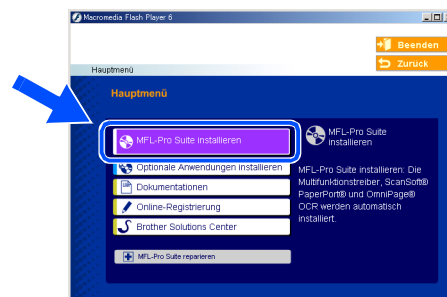 Macromedia Flash Player 6
Beenden
Zurück
Hauptmenü
Hauptmenü
MFL-Pro Suite installieren
Optionale Anwendungen installieren
Dokumentationen
Online-Registrierung
Brother Solutions Center
MFL-Pro Suite reparieren
MFL-Pro Suite
installieren
MFL-Pro Suite installieren: Die
Multifunktionstreiber, ScanSoft®
PaperPort® und OmniPage®
OCR werden automatisch
installiert.